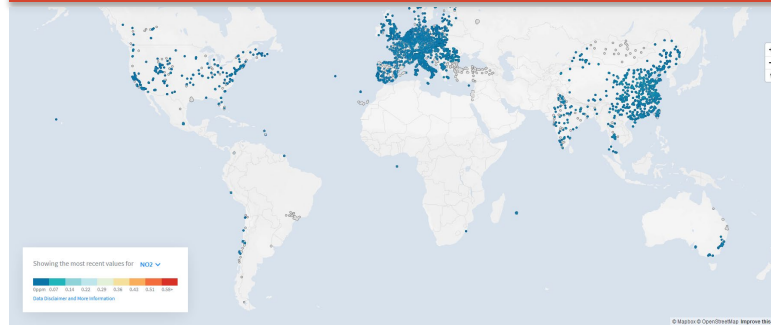 Showing the most recent values for NO2
0ppm 0.07 0.14 0.22 0.29 0.36 0.43 0.51 0.58+
Data Disclaimer and More Information
© Mapbox © OpenStreetMap Improve this